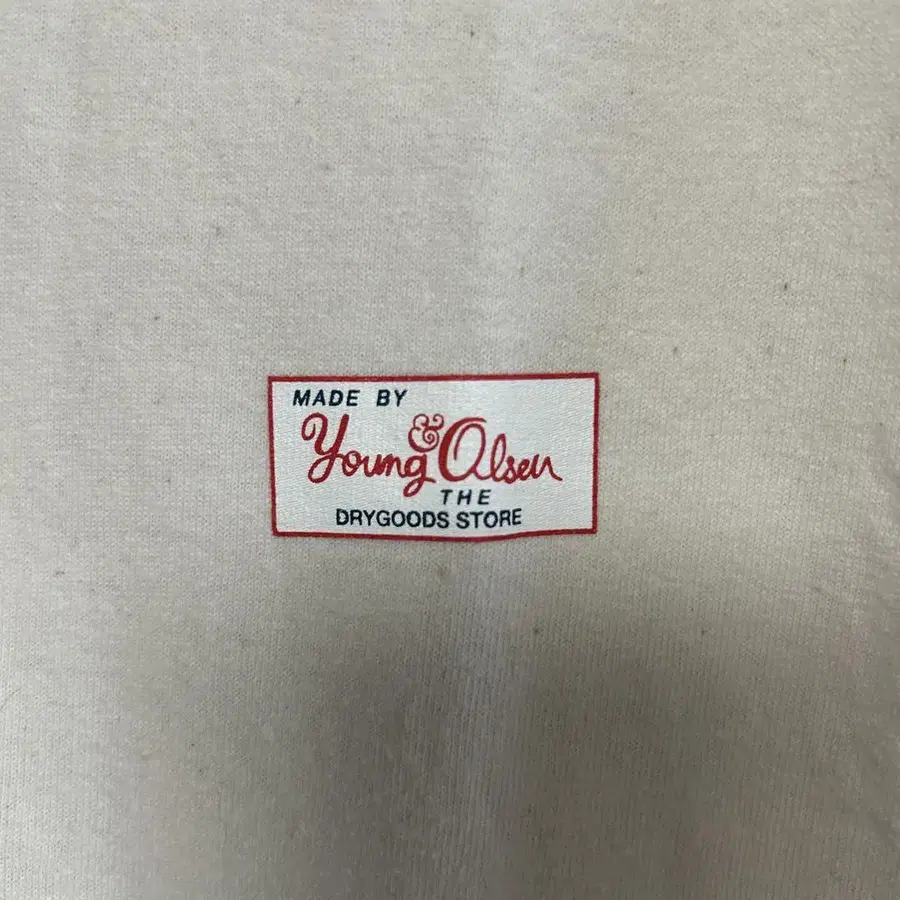 MADE BY
Young & Olsen
THE
DRYGOODS STORE